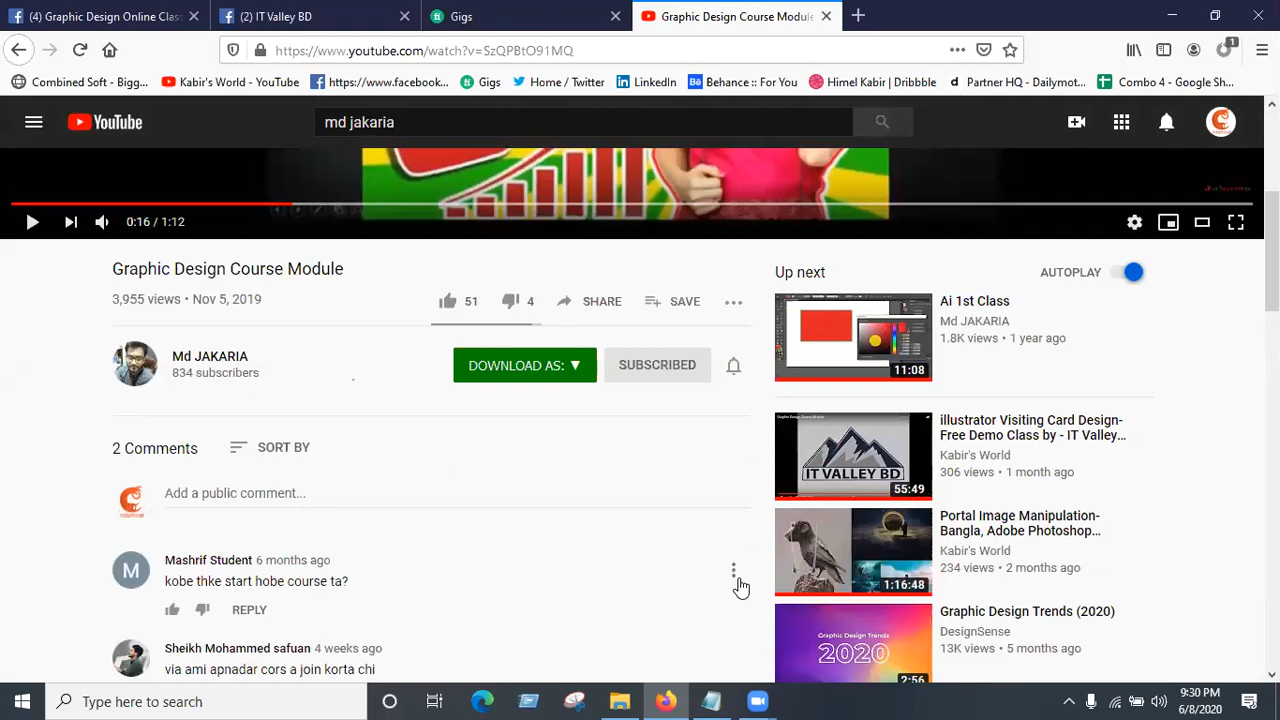 (4) Graphic Design Online Clas
(2) IT Valley BD
Gigs
Graphic Design Course Module
https://www.youtube.com/watch?v=SzQPBtO91MQ
1
Combined Soft - Bigg...
Kabir's World - YouTube
https://www.facebook...
Gigs
Home / Twitter
LinkedIn
Behance :: For You
Himel Kabir | Dribbble
Partner HQ - Dailymot...
Combo 4 - Google Sh...
YouTube
md jakaria
0:16 / 1:12
Graphic Design Course Module
3,955 views • Nov 5, 2019
51
4
SHARE
SAVE
Md JAKARIA
834 subscribers
DOWNLOAD AS: ▼
SUBSCRIBED
2 Comments
SORT BY
Add a public comment...
M
Mashrif Student 6 months ago
kobe thke start hobe course ta?
REPLY
Sheikh Mohammed safuan 4 weeks ago
via ami apnadar cors a join korta chi
Up next
AUTOPLAY
11:08
Ai 1st Class
Md JAKARIA
1.8K views • 1 year ago
IT VALLEY BD
55:49
illustrator Visiting Card Design-
Free Demo Class by - IT Valley...
Kabir's World
306 views • 1 month ago
1:16:48
Portal Image Manipulation-
Bangla, Adobe Photoshop...
Kabir's World
234 views • 2 months ago
Graphic Design Trends
2020
2:56
Graphic Design Trends (2020)
DesignSense
13K views • 5 months ago
Type here to search
9:30 PM
6/8/2020